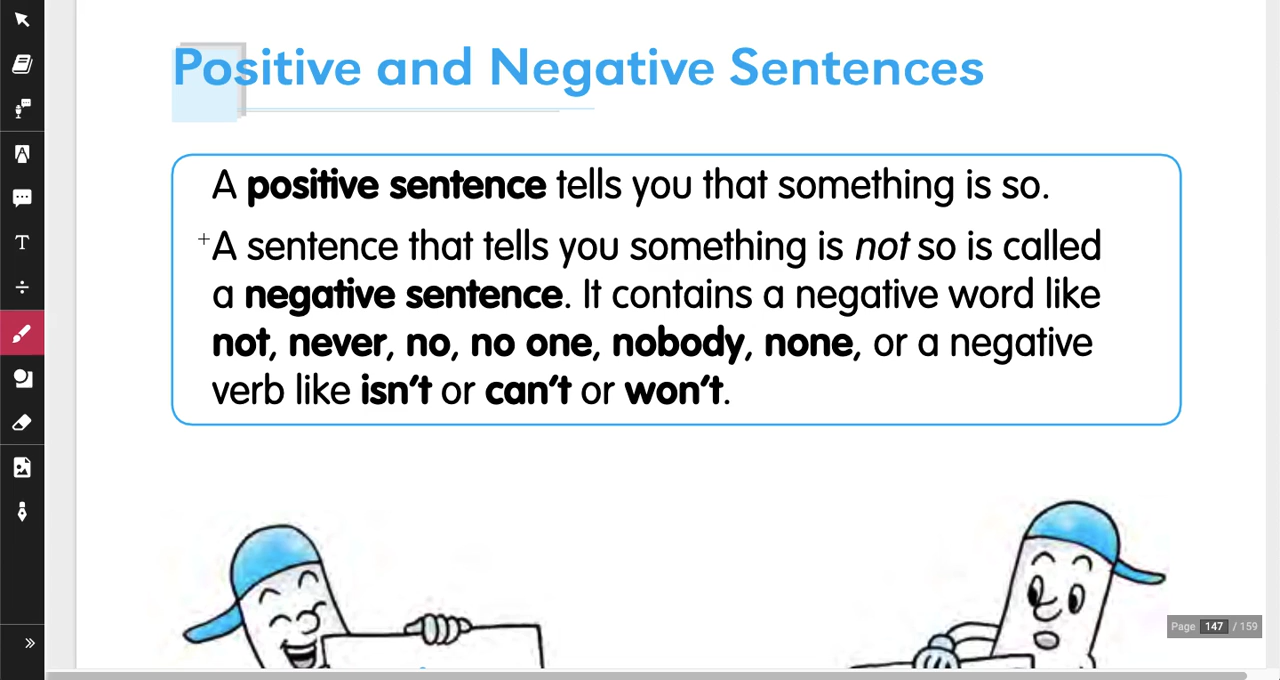 Positive and Negative Sentences
A positive sentence tells you that something is so.
A sentence that tells you something is not so is called
a negative sentence. It contains a negative word like
not, never, no, no one, nobody, none, or a negative
verb like isn’t or can’t or won’t.
Page 147 / 159